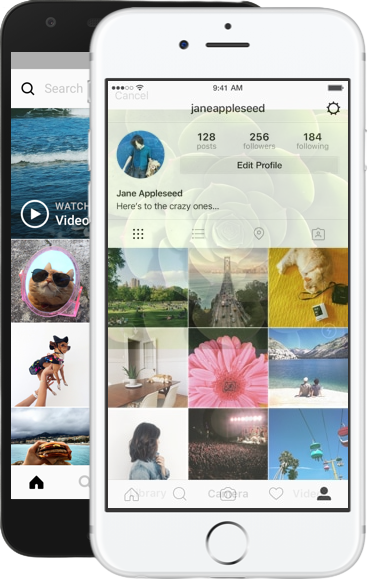 Search
WATCH
Video
9:41 AM
Cancel
janeappleseed
128 256 184
posts followers following
Edit Profile
Jane Appleseed
Here's to the crazy ones...
Library Camera Video